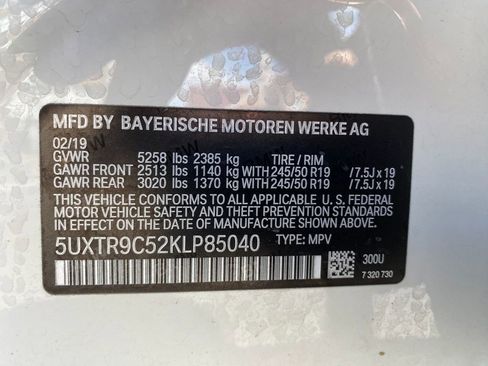 MFD BY BAYERISCHE MOTOREN WERKE AG
02/19
GVWR 5258 lbs 2385 kg TIRE / RIM
GAWR FRONT 2513 lbs 1140 kg WITH 245/50 R19 /7.5J x 19
GAWR REAR 3020 lbs 1370 kg WITH 245/50 R19 /7.5J x 19
THIS VEHICLE CONFORMS TO ALL APPLICABLE U.S. FEDERAL
MOTOR VEHICLE SAFETY AND THEFT PREVENTION STANDARDS
IN EFFECT ON THE DATE OF MANUFACTURE SHOWN ABOVE.
5UXTR9C52KLP85040 TYPE: MPV
300U
7 320 730